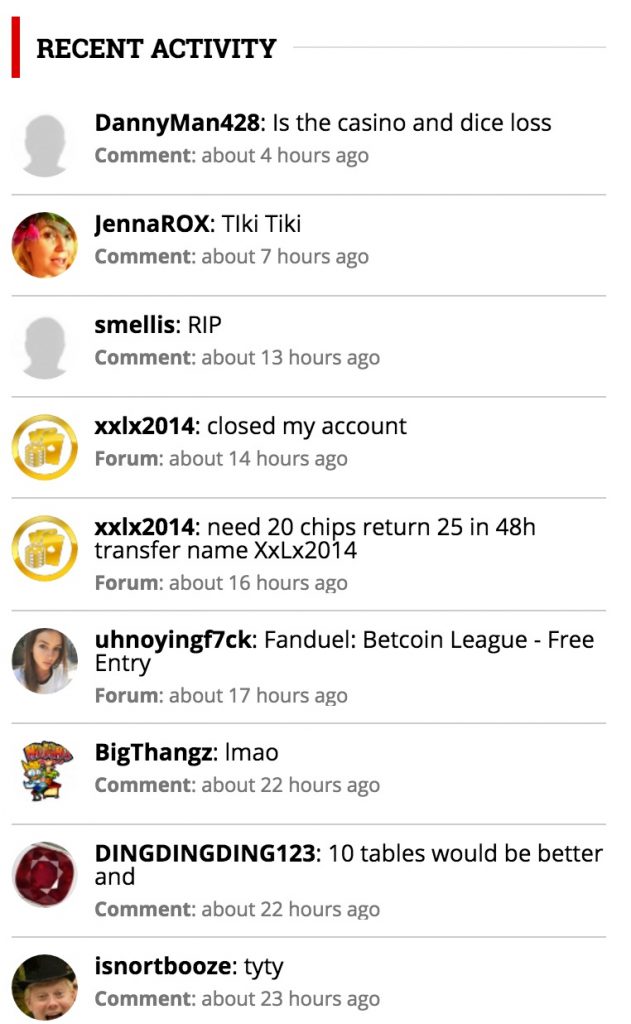 RECENT ACTIVITY
DannyMan428: Is the casino and dice loss
Comment: about 4 hours ago
JennaROX: TIki Tiki
Comment: about 7 hours ago
smellis: RIP
Comment: about 13 hours ago
xxlx2014: closed my account
Forum: about 14 hours ago
xxlx2014: need 20 chips return 25 in 48h
transfer name XxLx2014
Forum: about 16 hours ago
uhnoyingf7ck: Fanduel: Betcoin League - Free
Entry
Forum: about 17 hours ago
BigThangz: lmao
Comment: about 22 hours ago
DINGDINGDING123: 10 tables would be better
and
Comment: about 22 hours ago
isnortbooze: tyty
Comment: about 23 hours ago